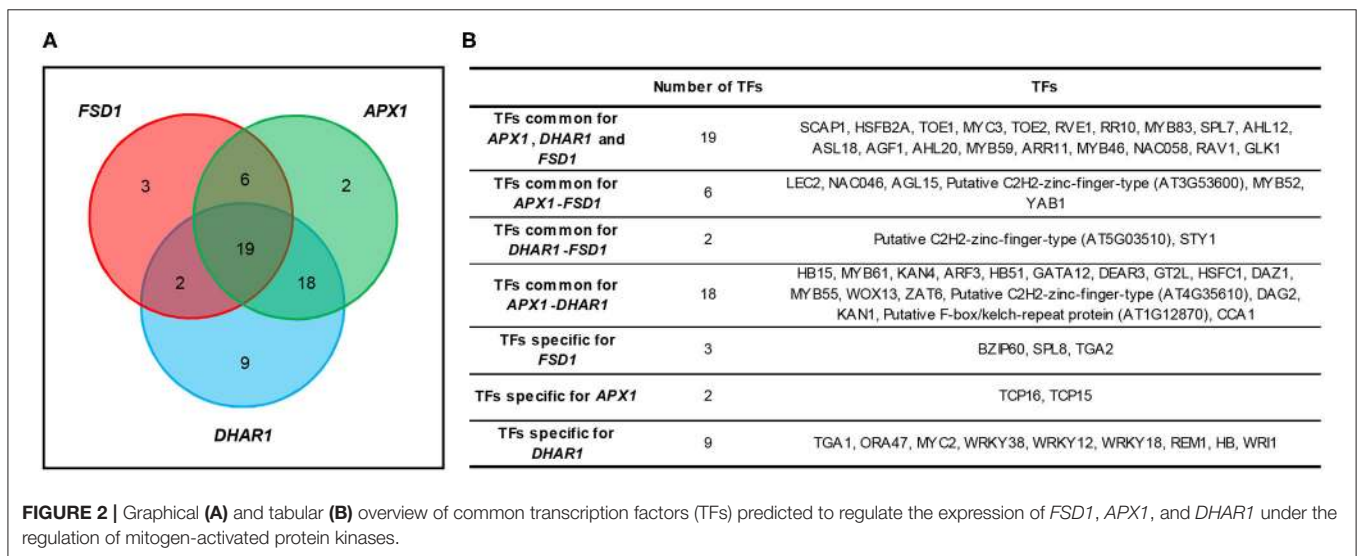 A
FSD1
APX1
3
6
2
19
2
18
9
DHAR1
B
Number of TFs
TFs
TFs common for
APX1, DHAR1 and
FSD1
19
SCAP1, HSFB2A, TOE1, MYC3, TOE2, RVE1, RR10, MYB83, SPL7, AHL12,
ASL18, AGF1, AHL20, MYB59, ARR11, MYB46, NAC058, RAV1, GLK1
TFs common for
APX1-FSD1
6
LEC2, NAC046, AGL15, Putative C2H2-zinc-finger-type (AT3G53600), MYB52,
YAB1
TFs common for
DHAR1-FSD1
2
Putative C2H2-zinc-finger-type (AT5G03510), STY1
TFs common for
APX1-DHAR1
18
HB15, MYB61, KAN4, ARF3, HB51, GATA12, DEAR3, GT2L, HSFC1, DAZ1,
MYB55, WOX13, ZAT6, Putative C2H2-zinc-finger-type (AT4G35610), DAG2,
KAN1, Putative F-box/kelch-repeat protein (AT1G12870), CCA1
TFs specific for
FSD1
3
BZIP60, SPL8, TGA2
TFs specific for APX1
2
TCP16, TCP15
TFs specific for
DHAR1
9
TGA1, ORA47, MYC2, WRKY38, WRKY12, WRKY18, REM1, HB, WRI1
FIGURE 2 | Graphical (A) and tabular (B) overview of common transcription factors (TFs) predicted to regulate the expression of FSD1, APX1, and DHAR1 under the
regulation of mitogen-activated protein kinases.